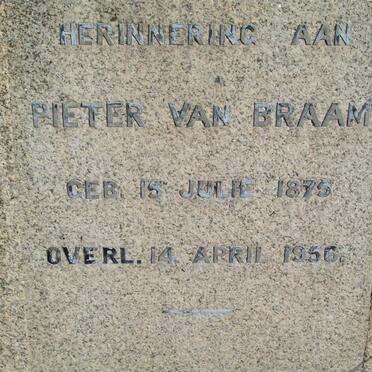 HERINNERING AAN
PIETER VAN BRAAM
GEB. 15 JULIE 1875
OVERL. 14 APRIL 1956.